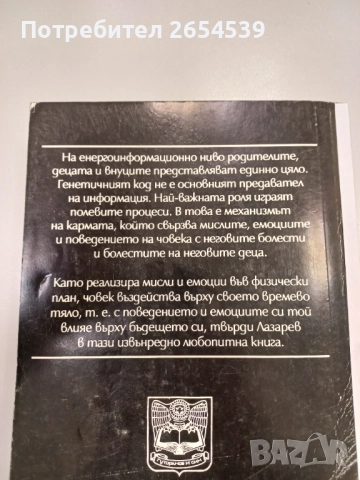 Потребител 2654539
На енергоинформационно ниво родителите,
децата и внуците представляват единно цяло.
Генетичният код не е основният предавател
на информация. Най-важната роля играят
полевите процеси. В това е механизмът
на кармата, който свързва мислите, емоциите
и поведението на човека с неговите болести
и болестите на неговите деца.
Като реализира мисли и емоции във физически
план, човек въздейства върху своето времево
тяло, т. е. с поведението и емоциите си той
влияе върху бъдещето си, твърди Лазарев
в тази извънредно любопитна книга.
BAZAR